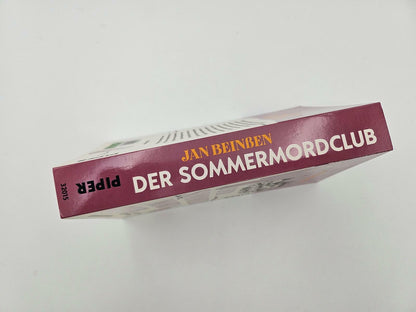 JAN BEINßEN
DER SOMMERMORDCLUB
PIPER
32015